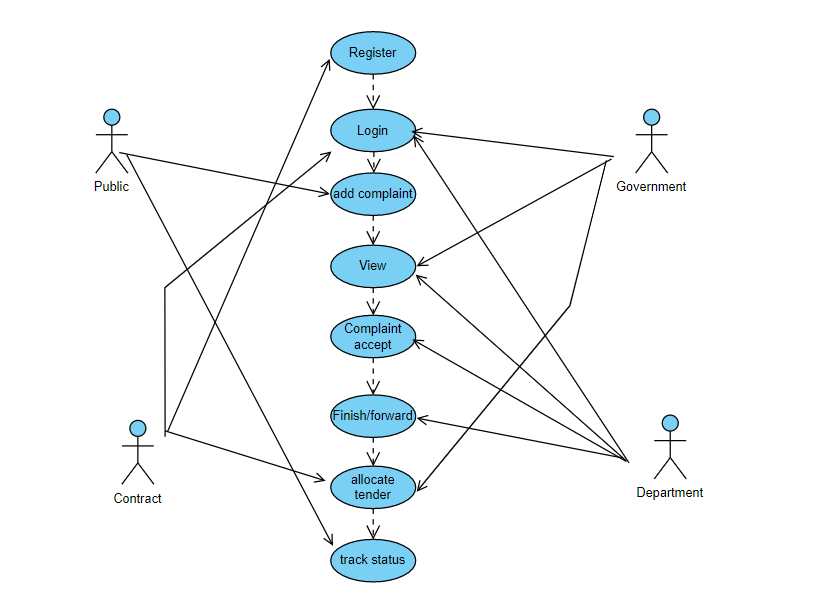 Register
Login
Public
Government
add complaint
View
Complaint
accept
Finish/forward
allocate
tender
Contract
Department
track status